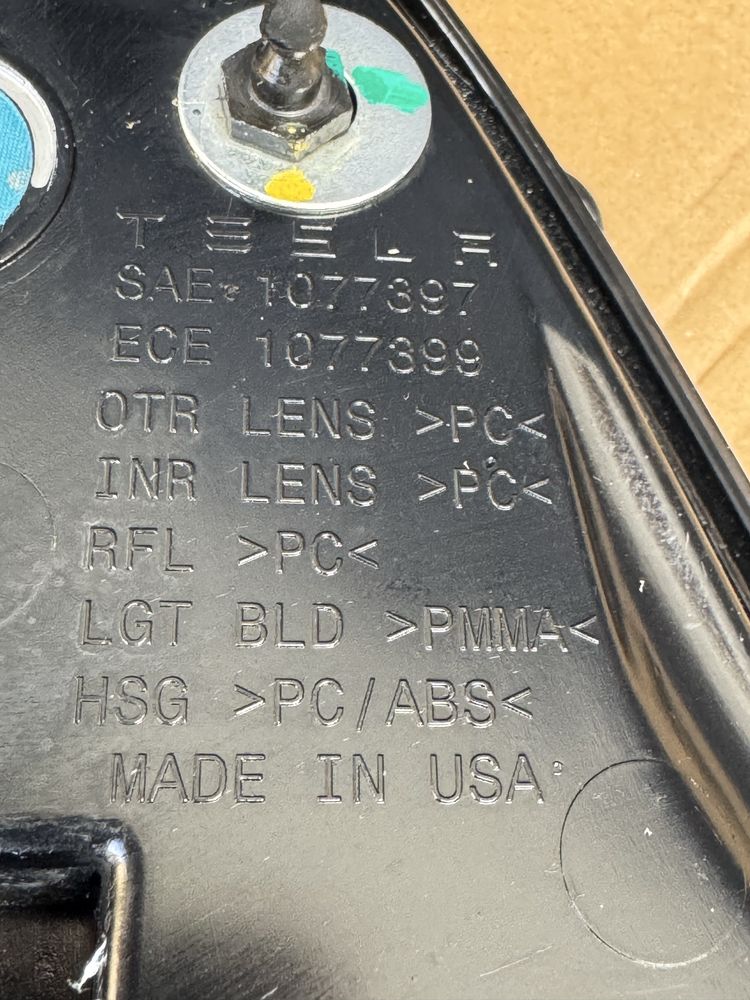 TESLA
SAE 1077397
ECE 1077399
OTR LENS >PC<
INR LENS >PC<
RFL >PC<
LGT BLD >PMMA<
HSG >PC/ABS<
MADE IN USA